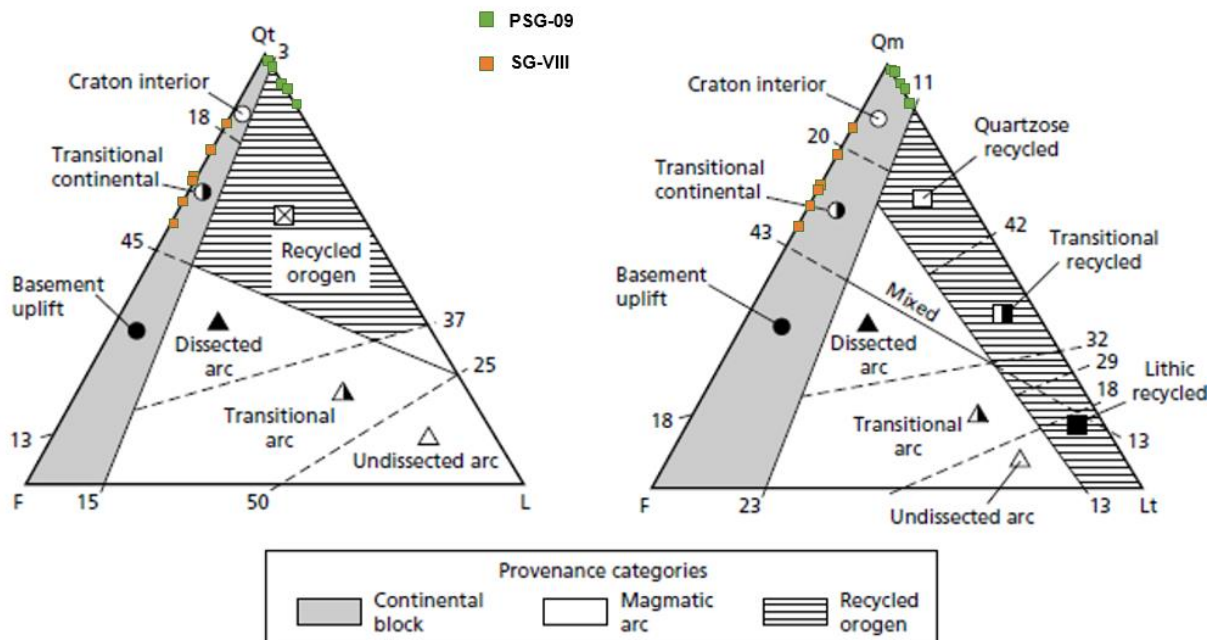 PSG-09
SG-VIII
Qt
3
Craton interior
18
Transitional
continental
45
Recycled
orogen
Basement
uplift
Dissected
arc
37
25
Transitional
arc
13
Undissected arc
F
15
50
L
Qm
11
Craton interior
20
Quartzose
recycled
Transitional
continental
43
42
Transitional
recycled
Basement
uplift
Mixed
Dissected
arc
32
29
Lithic
recycled
18
18
Transitional
arc
13
F
23
Undissected arc
13
Lt
Provenance categories
Continental
block
Magmatic
arc
Recycled
orogen